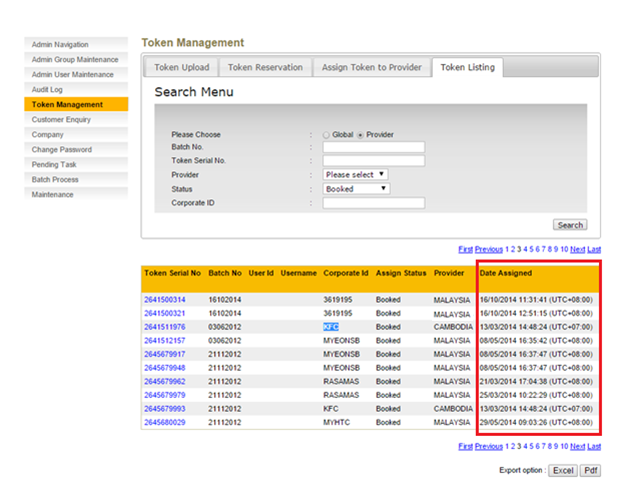 Admin Navigation
Admin Group Maintenance
Admin User Maintenance
Audit Log
Token Management
Customer Enquiry
Company
Change Password
Pending Task
Batch Process
Maintenance
Token Management
Token Upload Token Reservation Assign Token to Provider Token Listing
Search Menu
Please Choose : Global Provider
Batch No. :
Token Serial No. :
Provider : Please select ▼
Status : Booked ▼
Corporate ID :
Search
First Previous 1 2 3 4 5 6 7 8 9 10 Next Last
Token Serial No Batch No User Id Username Corporate Id Assign Status Provider Date Assigned
2641500314 16102014 3619195 Booked MALAYSIA 16/10/2014 11:31:41 (UTC+08:00)
2641500321 16102014 3619195 Booked MALAYSIA 16/10/2014 12:51:15 (UTC+08:00)
2641511976 03062012 KFC Booked CAMBODIA 13/03/2014 14:48:24 (UTC+07:00)
2641512157 03062012 MYEONSB Booked MALAYSIA 08/05/2014 16:35:42 (UTC+08:00)
2645679917 21112012 MYEONSB Booked MALAYSIA 08/05/2014 16:37:47 (UTC+08:00)
2645679948 21112012 MYEONSB Booked MALAYSIA 08/05/2014 16:37:47 (UTC+08:00)
2645679962 21112012 RASAMAS Booked MALAYSIA 21/03/2014 17:04:38 (UTC+08:00)
2645679979 21112012 RASAMAS Booked MALAYSIA 25/03/2014 10:22:29 (UTC+08:00)
2645679993 21112012 KFC Booked CAMBODIA 13/03/2014 14:48:24 (UTC+07:00)
2645680029 21112012 MYHTC Booked MALAYSIA 29/05/2014 09:03:26 (UTC+08:00)
First Previous 1 2 3 4 5 6 7 8 9 10 Next Last
Export option : Excel Pdf